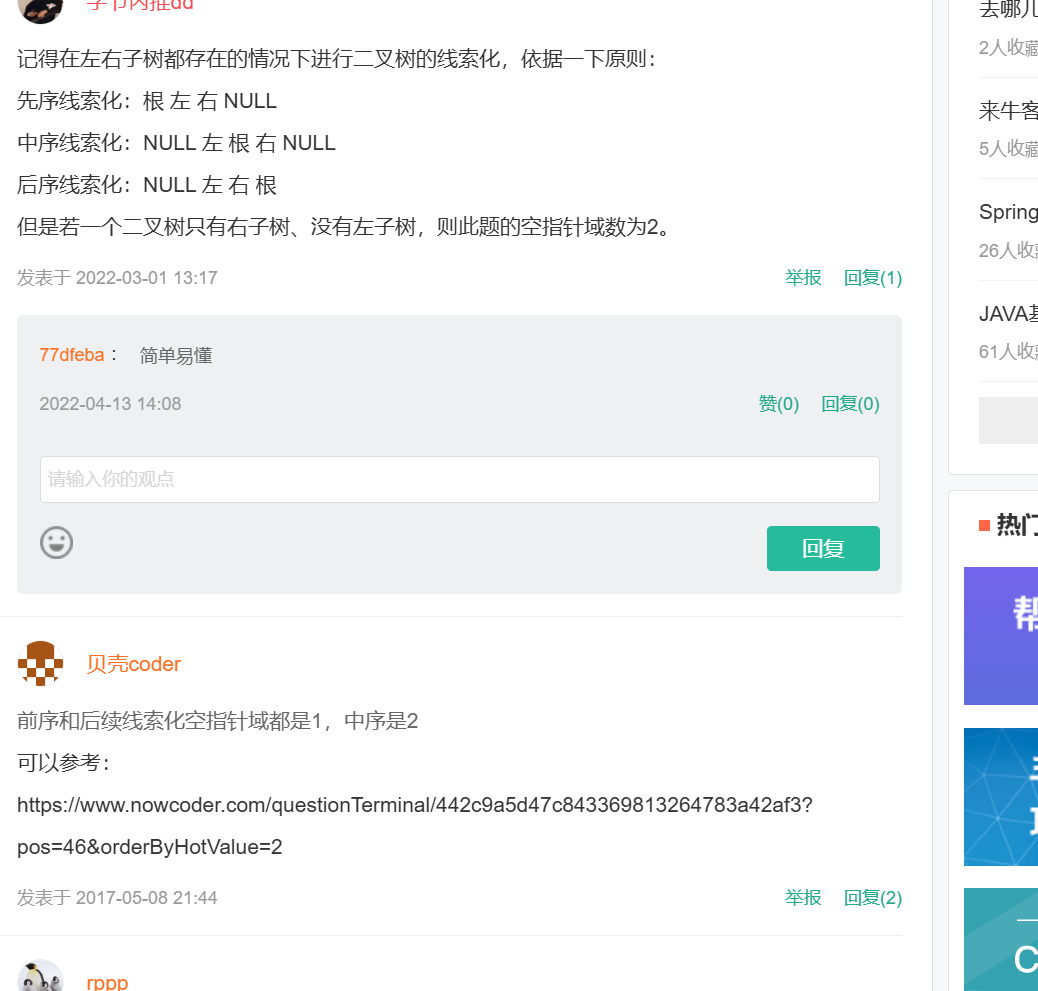 字节内推dd
记得在左右子树都存在的情况下进行二叉树的线索化，依据一下原则：
先序线索化：根 左 右 NULL
中序线索化：NULL 左 根 右 NULL
后序线索化：NULL 左 右 根
但是若一个二叉树只有右子树、没有左子树，则此题的空指针域数为2。
发表于 2022-03-01 13:17
举报 回复(1)
77dfeba： 简单易懂
2022-04-13 14:08
赞(0) 回复(0)
请输入你的观点
回复
贝壳coder
前序和后续线索化空指针域都是1，中序是2
可以参考：
https://www.nowcoder.com/questionTerminal/442c9a5d47c843369813264783a42af3?
pos=46&orderByHotValue=2
发表于 2017-05-08 21:44
举报 回复(2)
rppp
去哪儿
2人收藏
来牛客
5人收藏
Spring
26人收
JAVA基
61人收
热门
帮
C